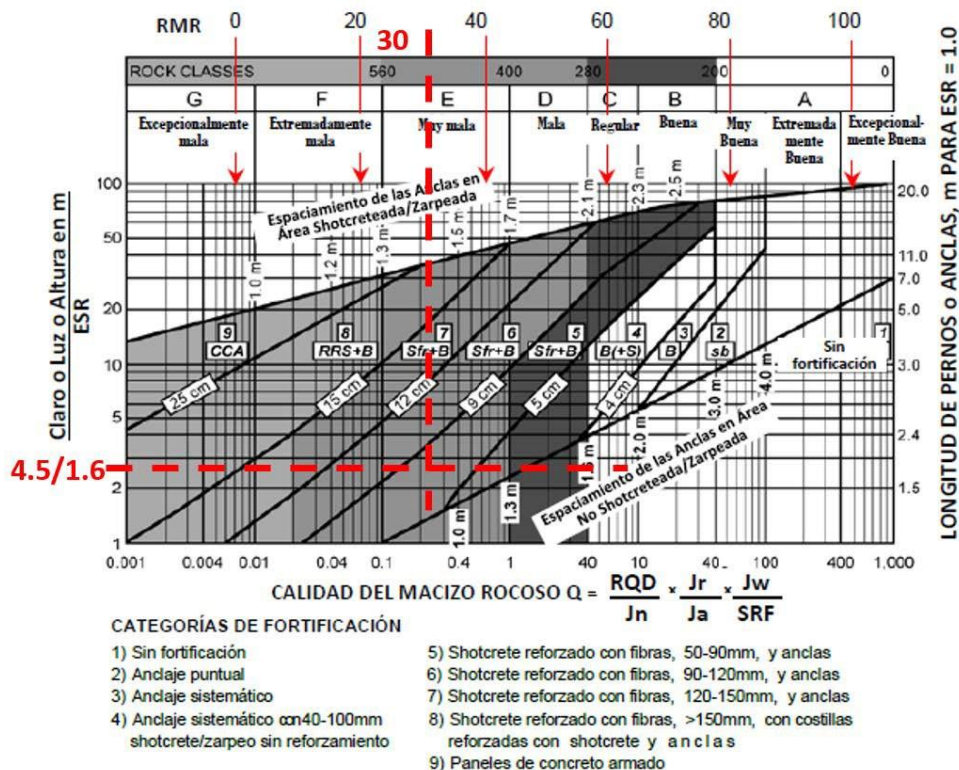 RMR 0 20 30 40 60 80 100
ROCK CLASSES 560 400 280 200 0
G F E D C B A
Excepcionalmente mala
Extremadamente mala
Muy mala
Mala
Regular
Buena
Muy Buena
Extremada mente Buena
Excepcional- mente Buena
Espaciamiento de las Anclas en
Área Shotcreteada/Zarpeada
1.0 m 1.2 m 1.3 m 1.5 m 1.7 m 2.1 m 2.3 m 2.5 m
Claro o Luz o Altura en m
ESR
100
50
20
10
5
2
1
4.5/1.6
20.0
11.0
7.0
5.0
3.0
2.4
1.5
LONGITUD DE PERNOS o ANCLAS, m PARA ESR = 1.0
9 CCA
8 RRS+B
7 Sfr+B
6 Sfr+B
5 Sfr+B
4 B(+S)
3 B
2 sb
1
Sin
fortificación
25 cm 15 cm 12 cm 9 cm 5 cm 4 cm
1.0 m 1.3 m 2.0 m 3.0 m 4.0 m
Espaciamiento de las Anclas en Área
No Shotcreteada/Zarpeada
0.001 0.004 0.01 0.04 0.1 0.4 1 40 10 40 100 400 1,000
CALIDAD DEL MACIZO ROCOSO Q = RQD/Jn × Jr/Ja × Jw/SRF
CATEGORÍAS DE FORTIFICACIÓN
1) Sin fortificación
2) Anclaje puntual
3) Anclaje sistemático
4) Anclaje sistemático con40-100mm
shotcrete/zarpeo sin reforzamiento
5) Shotcrete reforzado con fibras, 50-90mm, y anclas
6) Shotcrete reforzado con fibras, 90-120mm, y anclas
7) Shotcrete reforzado con fibras, 120-150mm, y anclas
8) Shotcrete reforzado con fibras, >150mm, con costillas
reforzadas con shotcrete y anclas
9) Paneles de concreto armado